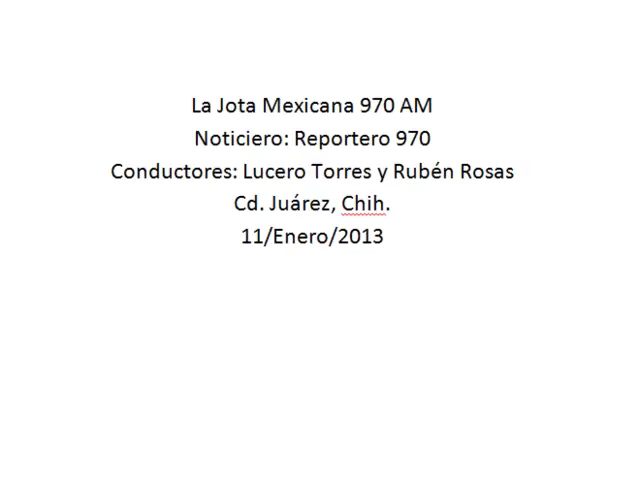 La Jota Mexicana 970 AM
Noticiero: Reportero 970
Conductores: Lucero Torres y Rubén Rosas
Cd. Juárez, Chih.
11/Enero/2013